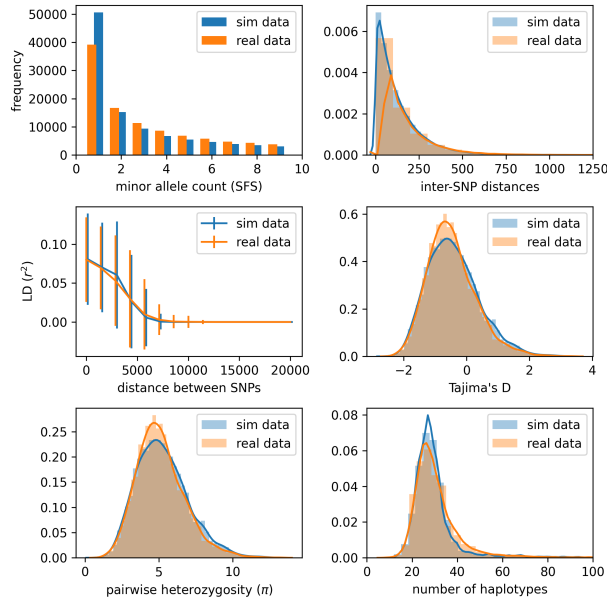 50000
40000
30000
20000
10000
0
frequency
sim data
real data
0 2 4 6 8 10
minor allele count (SFS)
0.006
0.004
0.002
0.000
sim data
real data
0 250 500 750 1000 1250
inter-SNP distances
0.10
0.05
0.00
LD (r²)
sim data
real data
0 5000 10000 15000 20000
distance between SNPs
0.6
0.4
0.2
0.0
sim data
real data
−2 0 2 4
Tajima's D
0.25
0.20
0.15
0.10
0.05
0.00
sim data
real data
0 5 10
pairwise heterozygosity (π)
0.08
0.06
0.04
0.02
0.00
sim data
real data
0 20 40 60 80 100
number of haplotypes